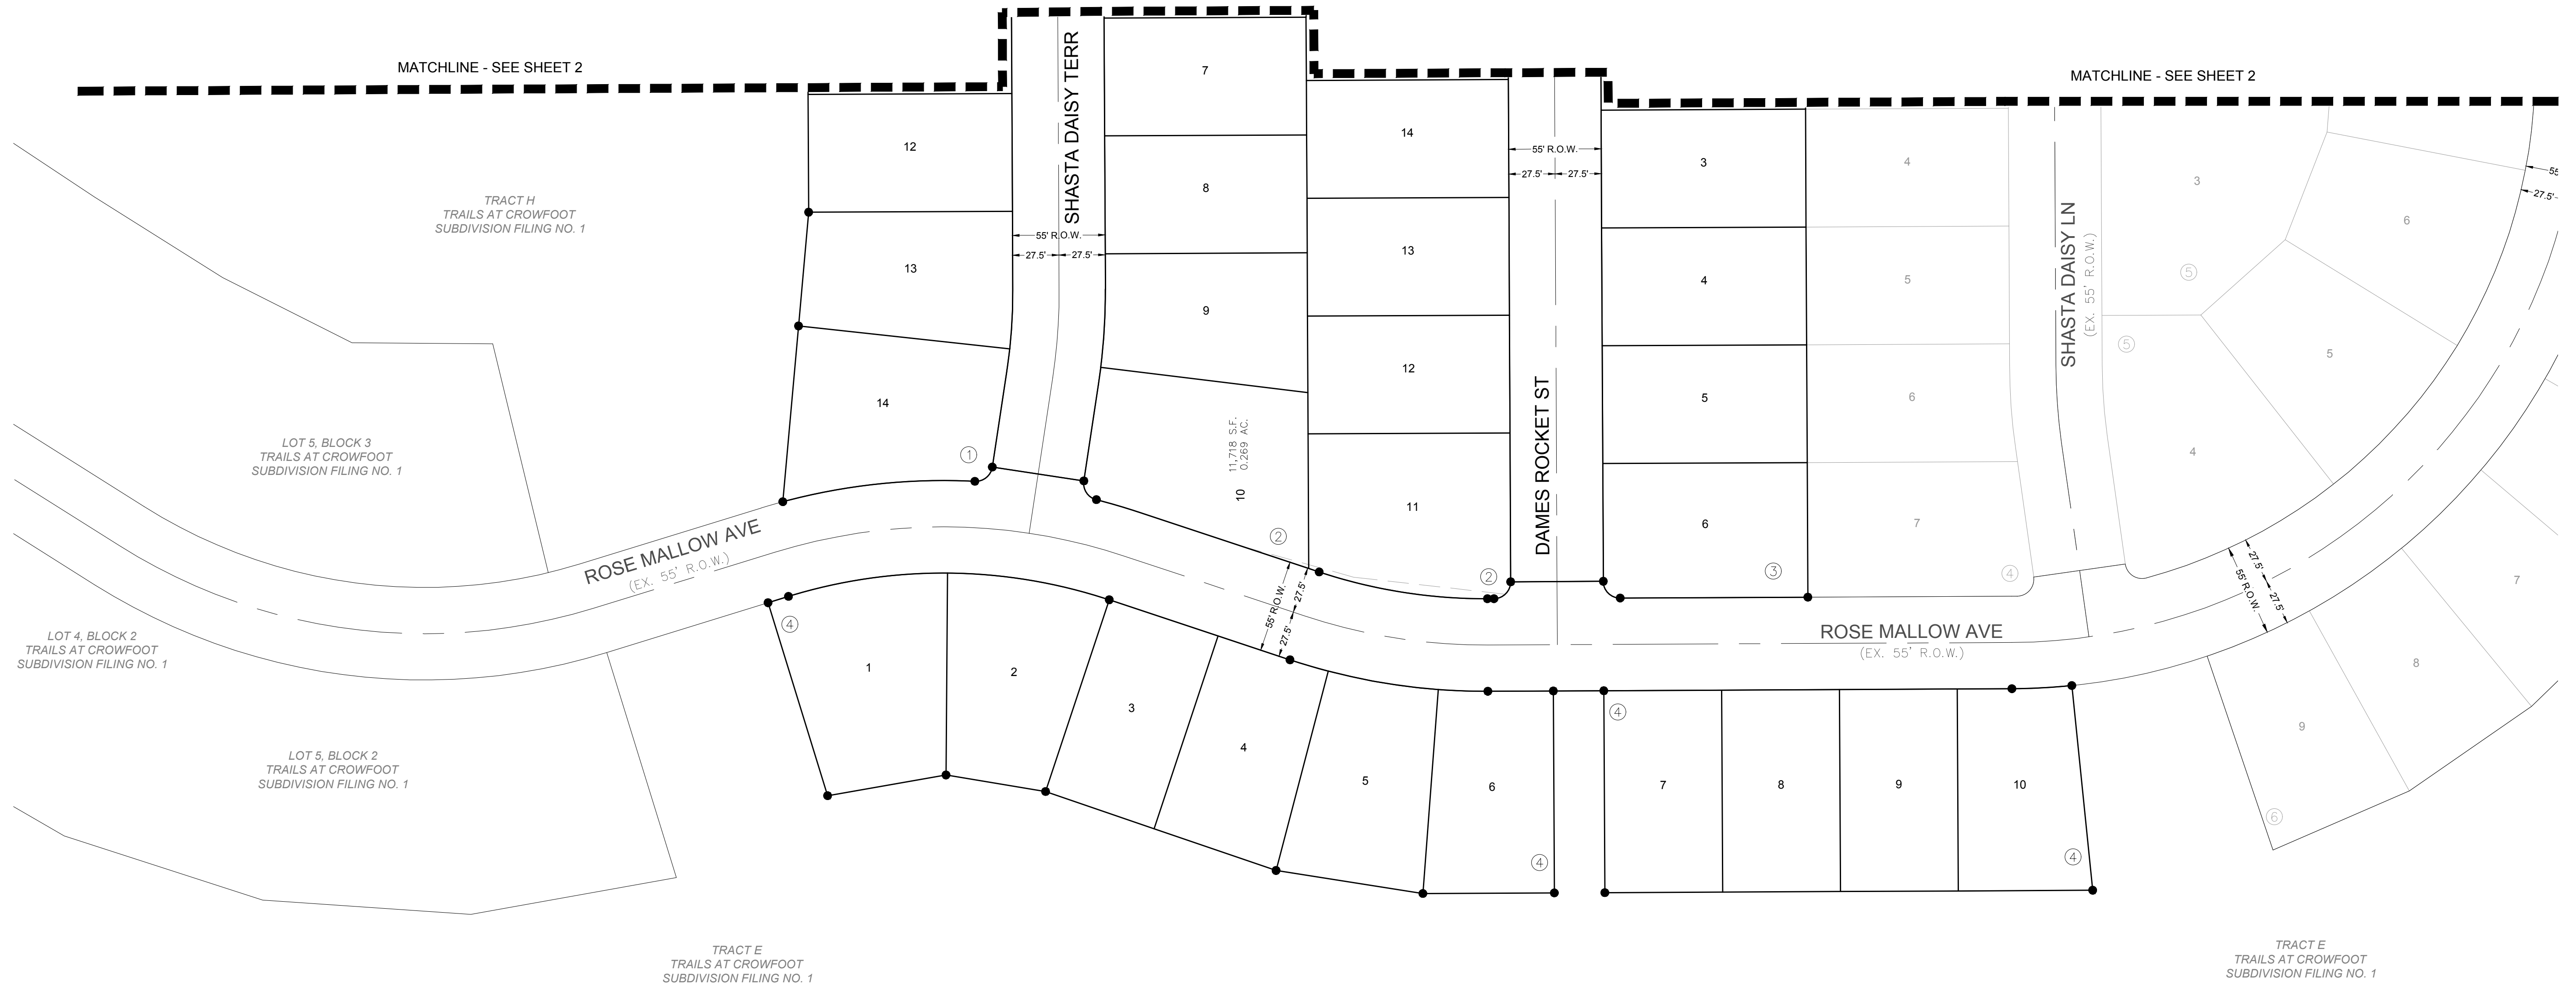 MATCHLINE - SEE SHEET 2
MATCHLINE - SEE SHEET 2
SHASTA DAISY TERR
7
12
14
55' R.O.W.
27.5'
27.5'
3
4
3
55
27.5'
TRACT H
TRAILS AT CROWFOOT
SUBDIVISION FILING NO. 1
8
6
55' R.O.W.
27.5'
27.5'
13
13
4
5
5
SHASTA DAISY LN
(EX. 55' R.O.W.)
9
5
5
12
5
6
14
4
LOT 5, BLOCK 3
TRAILS AT CROWFOOT
SUBDIVISION FILING NO. 1
1
11,718 S.F.
0.269 AC.
10
2
11
DAMES ROCKET ST
2
6
3
7
4
ROSE MALLOW AVE
(EX. 55' R.O.W.)
55' R.O.W.
27.5'
27.5'
55' R.O.W.
27.5'
27.5'
7
4
ROSE MALLOW AVE
(EX. 55' R.O.W.)
LOT 4, BLOCK 2
TRAILS AT CROWFOOT
SUBDIVISION FILING NO. 1
1
2
3
4
5
6
4
4
7
8
9
10
4
8
9
6
LOT 5, BLOCK 2
TRAILS AT CROWFOOT
SUBDIVISION FILING NO. 1
TRACT E
TRAILS AT CROWFOOT
SUBDIVISION FILING NO. 1
TRACT E
TRAILS AT CROWFOOT
SUBDIVISION FILING NO. 1